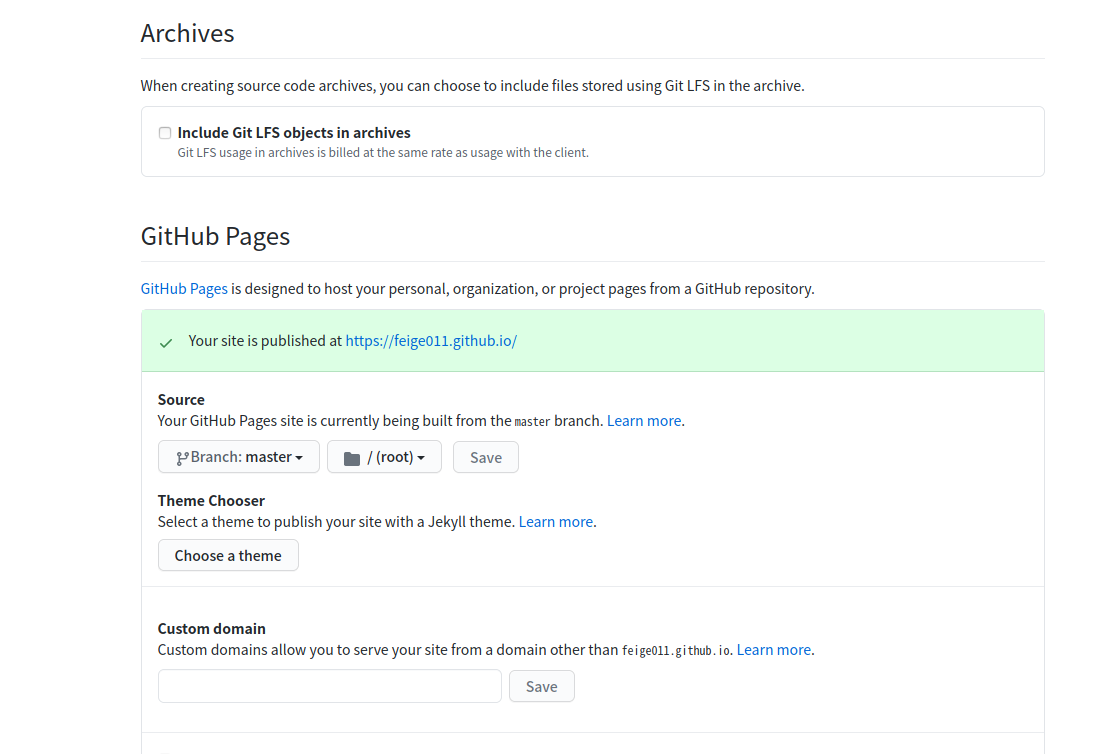 Archives
When creating source code archives, you can choose to include files stored using Git LFS in the archive.
Include Git LFS objects in archives
Git LFS usage in archives is billed at the same rate as usage with the client.
GitHub Pages
GitHub Pages is designed to host your personal, organization, or project pages from a GitHub repository.
Your site is published at https://feige011.github.io/
Source
Your GitHub Pages site is currently being built from the master branch. Learn more.
Branch: master / (root) Save
Theme Chooser
Select a theme to publish your site with a Jekyll theme. Learn more.
Choose a theme
Custom domain
Custom domains allow you to serve your site from a domain other than feige011.github.io. Learn more.
Save